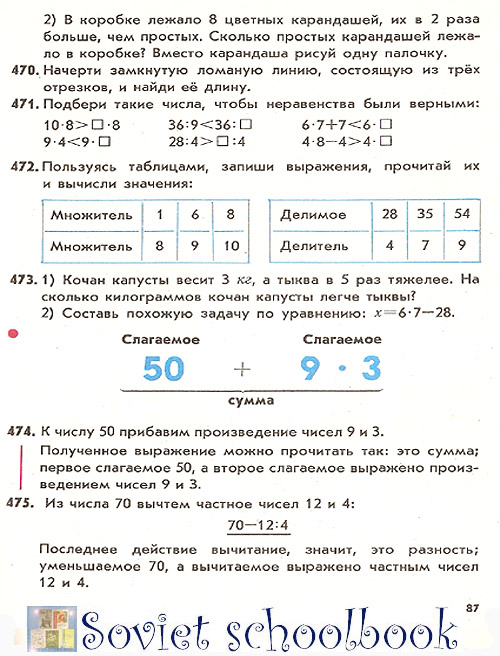 2) В коробке лежало 8 цветных карандашей, их в 2 раза
больше, чем простых. Сколько простых карандашей лежа-
ло в коробке? Вместо карандаша рисуй одну палочку.
470. Начерти замкнутую ломаную линию, состоящую из трёх
отрезков, и найди её длину.
471. Подбери такие числа, чтобы неравенства были верными:
10·8>□·8 36:9<36:□ 6·7+7<6·□
9·4<9·□ 28:4>□:4 4·8—4>4·□
472. Пользуясь таблицами, запиши выражения, прочитай их
и вычисли значения:
Множитель 1 6 8 Делимое 28 35 54
Множитель 8 9 10 Делитель 4 7 9
473. 1) Кочан капусты весит 3 кг, а тыква в 5 раз тяжелее. На
сколько килограммов кочан капусты легче тыквы?
2) Составь похожую задачу по уравнению: x=6·7—28.
Слагаемое Слагаемое
50 + 9 · 3
сумма
474. К числу 50 прибавим произведение чисел 9 и 3.
Полученное выражение можно прочитать так: это сумма;
первое слагаемое 50, а второе слагаемое выражено произ-
ведением чисел 9 и 3.
475. Из числа 70 вычтем частное чисел 12 и 4:
70—12:4
Последнее действие вычитание, значит, это разность;
уменьшаемое 70, а вычитаемое выражено частным чисел
12 и 4.
87
Soviet schoolbook